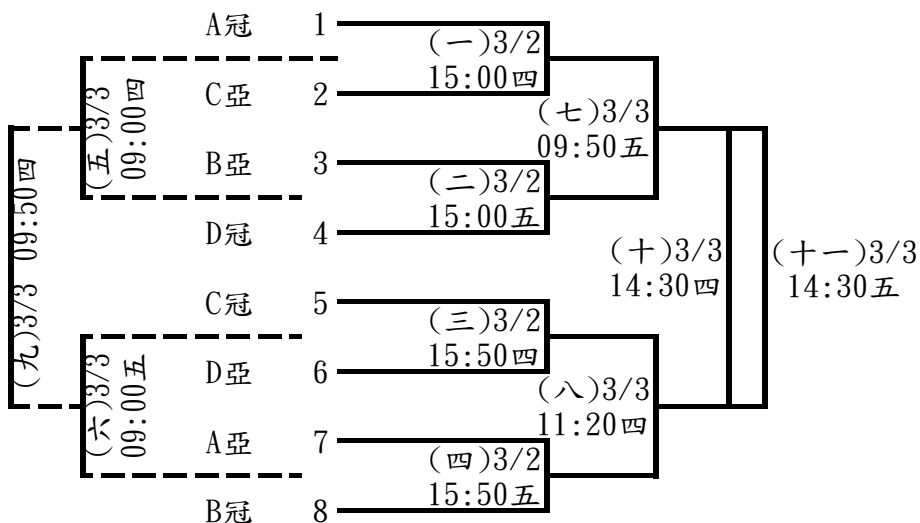 A冠 1
(一)3/2
15:00四
C亞 2
(五)3/3
09:00四
(七)3/3
09:50五
B亞 3
(二)3/2
15:00五
D冠 4
(九)3/3 09:50四
(十)3/3
14:30四
(十一)3/3
14:30五
C冠 5
(三)3/2
15:50四
D亞 6
(六)3/3
09:00五
(八)3/3
11:20四
A亞 7
(四)3/2
15:50五
B冠 8